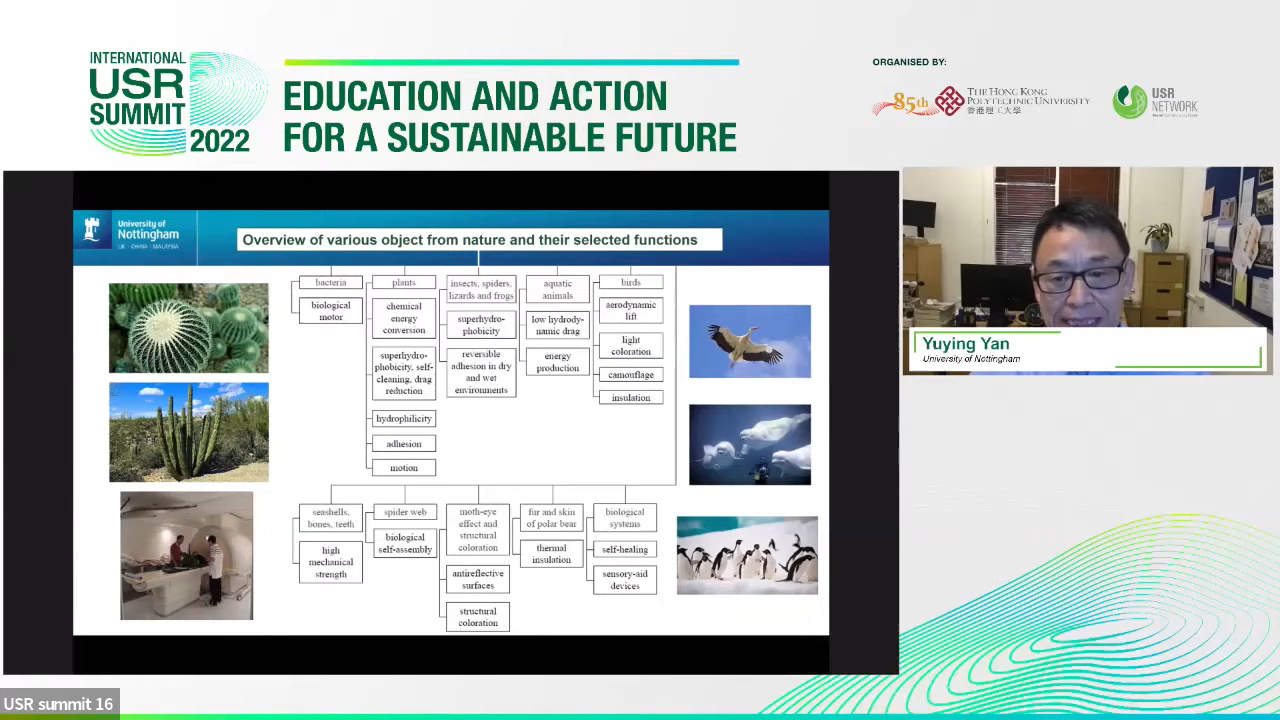 INTERNATIONAL
USR
SUMMIT
2022
EDUCATION AND ACTION
FOR A SUSTAINABLE FUTURE
ORGANISED BY:
85th
THE HONG KONG
POLYTECHNIC UNIVERSITY
香港理工大學
USR
NETWORK
University of
Nottingham
UK · CHINA · MALAYSIA
Overview of various object from nature and their selected functions
bacteria
biological
motor
plants
chemical
energy
conversion
superhydro-
phobicity, self-
cleaning, drag
reduction
hydrophilicity
adhesion
motion
insects, spiders,
lizards and frogs
superhydro-
phobicity
reversible
adhesion in dry
and wet
environments
aquatic
animals
low hydrody-
namic drag
energy
production
birds
aerodynamic
lift
light
coloration
camouflage
insulation
seashells,
bones, teeth
high
mechanical
strength
spider web
biological
self-assembly
moth-eye
effect and
structural
coloration
antireflective
surfaces
structural
coloration
fur and skin
of polar bear
thermal
insulation
biological
systems
self-healing
sensory-aid
devices
Yuying Yan
University of Nottingham
USR summit 16